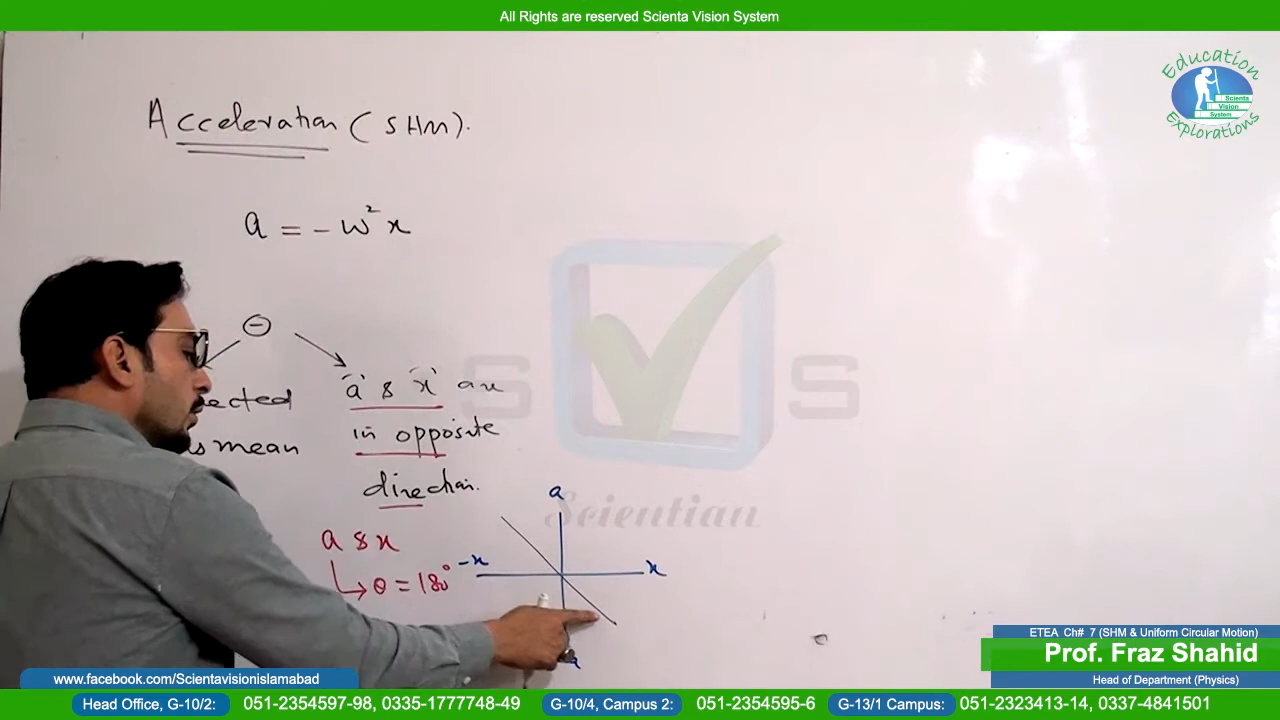 All Rights are reserved Scienta Vision System
Education
Scienta
Vision
System
Explorations
Acceleration (SHM).
a = -ω²x
⊖
ected
mean
"a" & "x" are
in opposite
direction.
a & x
θ = 180°
a
-x
x
S S
Scientian
ETEA Ch# 7 (SHM & Uniform Circular Motion)
Prof. Fraz Shahid
Head of Department (Physics)
www.facebook.com/Scientavisionislamabad
Head Office, G-10/2: 051-2354597-98, 0335-1777748-49 G-10/4, Campus 2: 051-2354595-6 G-13/1 Campus: 051-2323413-14, 0337-4841501